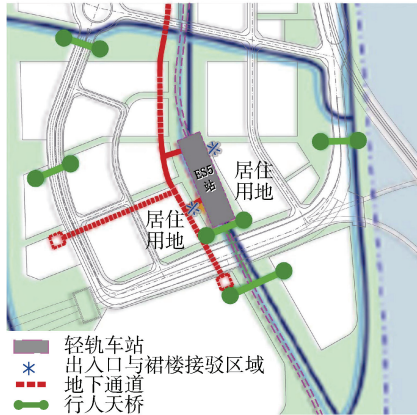 ES5
站
居住
用地
居住
用地
轻轨车站
出入口与裙楼接驳区域
地下通道
行人天桥